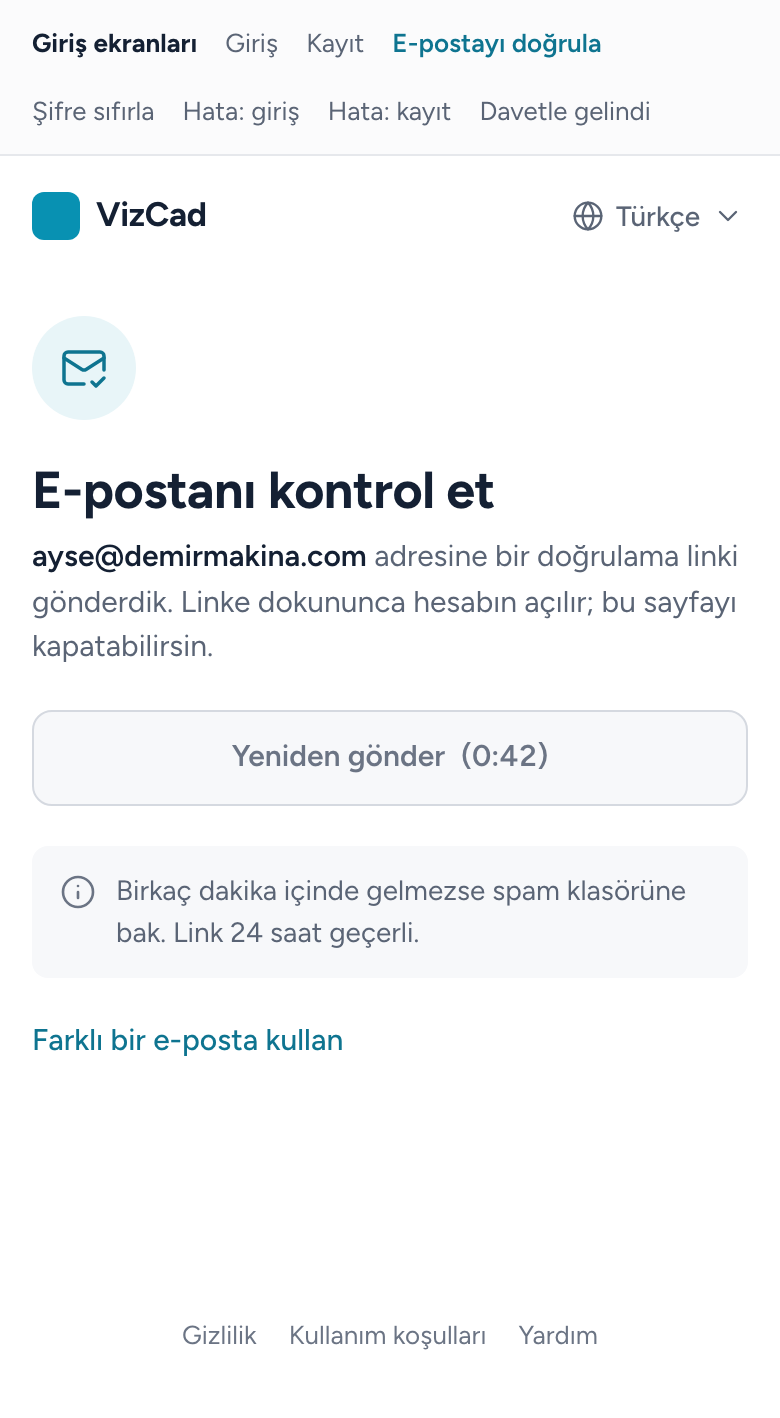 Giriş ekranları Giriş Kayıt E-postayı doğrula
Şifre sıfırla Hata: giriş Hata: kayıt Davetle gelindi
VizCad Türkçe
E-postanı kontrol et
ayse@demirmakina.com adresine bir doğrulama linki
gönderdik. Linke dokununca hesabın açılır; bu sayfayı
kapatabilirsin.
Yeniden gönder (0:42)
Birkaç dakika içinde gelmezse spam klasörüne
bak. Link 24 saat geçerli.
Farklı bir e-posta kullan
Gizlilik Kullanım koşulları Yardım